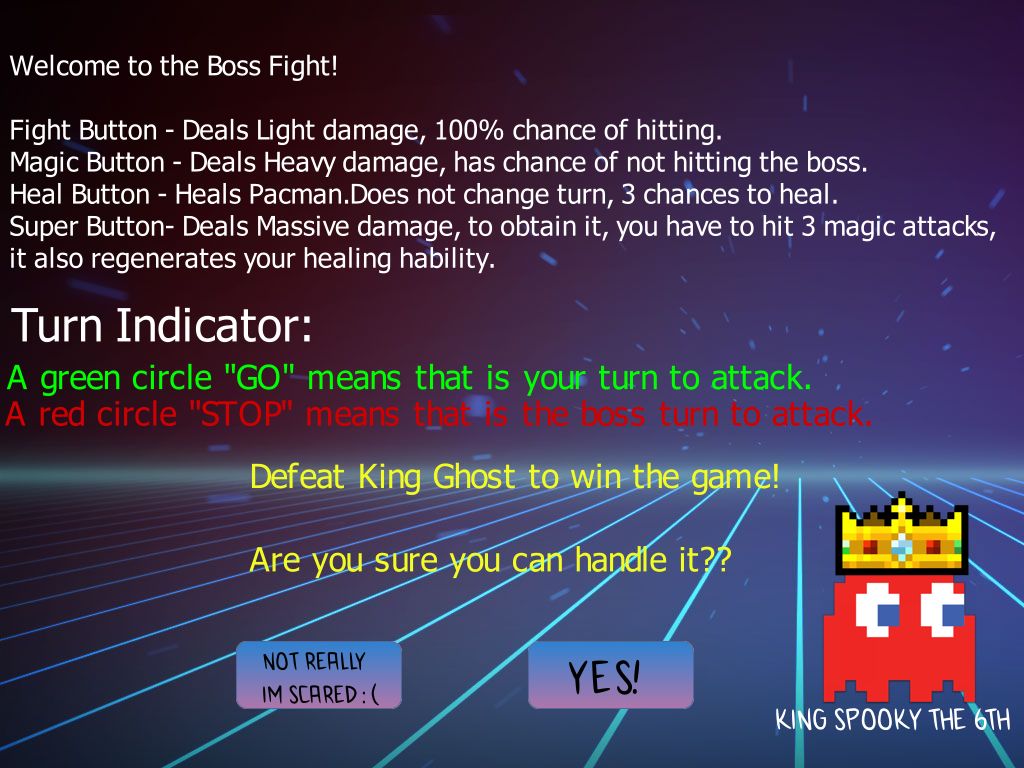 Welcome to the Boss Fight!
Fight Button - Deals Light damage, 100% chance of hitting.
Magic Button - Deals Heavy damage, has chance of not hitting the boss.
Heal Button - Heals Pacman.Does not change turn, 3 chances to heal.
Super Button- Deals Massive damage, to obtain it, you have to hit 3 magic attacks,
it also regenerates your healing hability.
Turn Indicator:
A green circle "GO" means that is your turn to attack.
A red circle "STOP" means that is the boss turn to attack.
Defeat King Ghost to win the game!
Are you sure you can handle it??
NOT REALLY
IM SCARED :(
YES!
KING SPOOKY THE 6TH